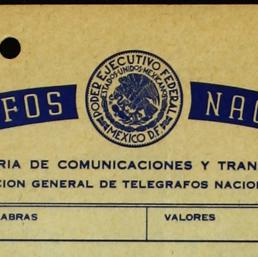 FOS NAC
PODER EJECUTIVO FEDERAL
ESTADOS UNIDOS MEXICANOS
MEXICO D.F.
RIA DE COMUNICACIONES Y TRAN
CION GENERAL DE TELEGRAFOS NACIO
ABRAS VALORES